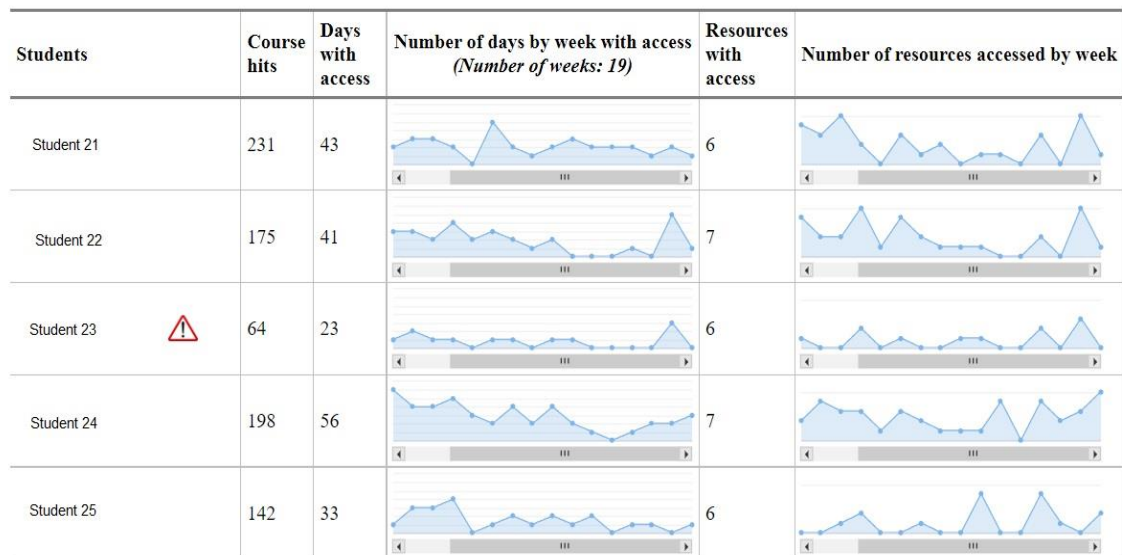 Students
Course hits
Days with access
Number of days by week with access
(Number of weeks: 19)
Resources with access
Number of resources accessed by week
Student 21
231
43
6
Student 22
175
41
7
Student 23
64
23
6
Student 24
198
56
7
Student 25
142
33
6